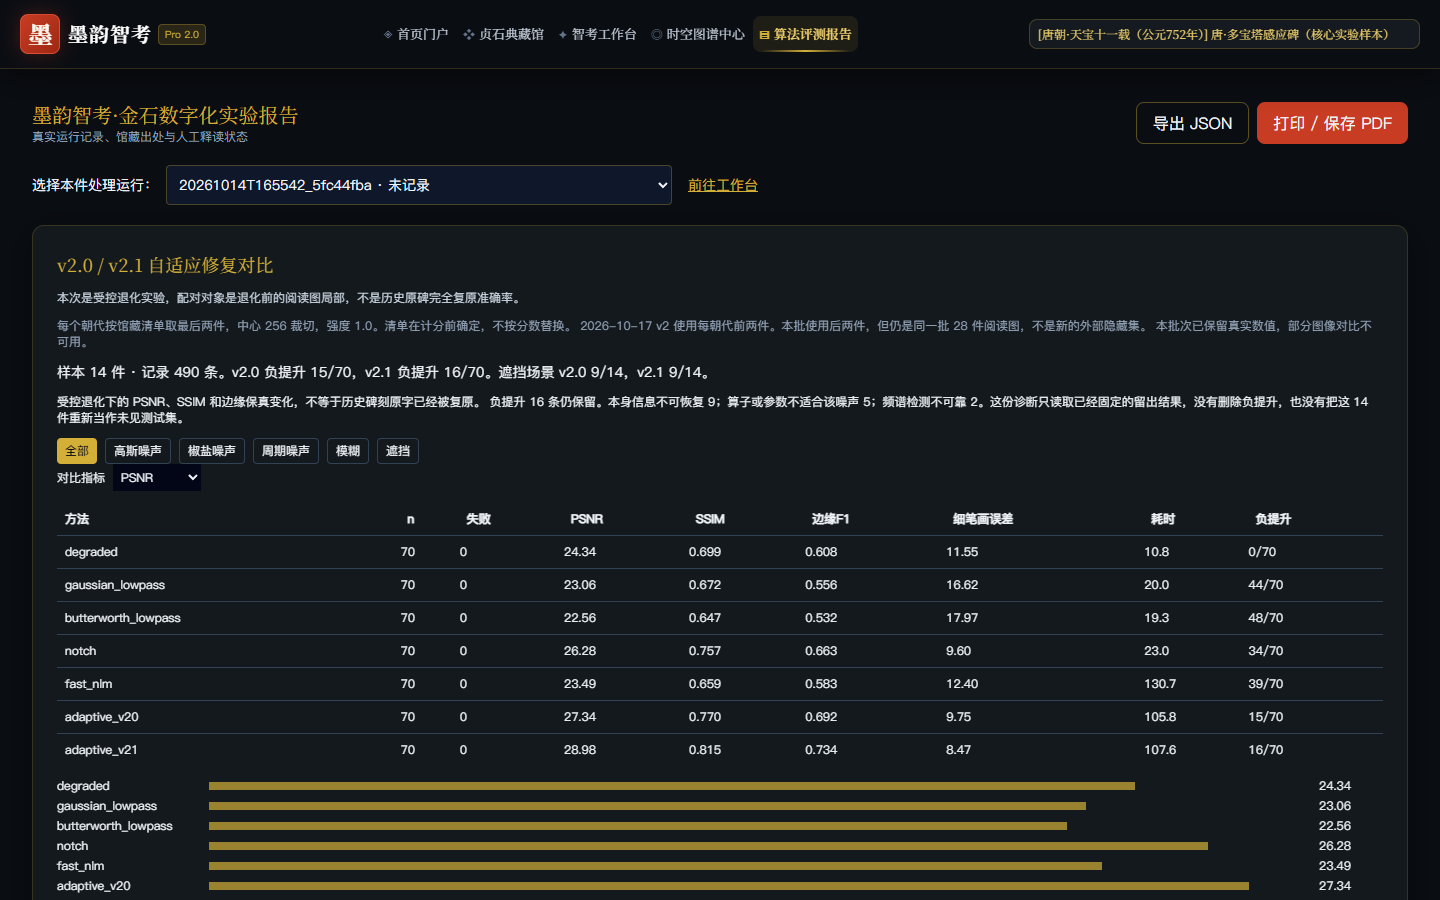 墨 墨韵智考 Pro 2.0 首页门户 贞石典藏馆 智考工作台 时空图谱中心 算法评测报告 [唐朝·天宝十一载（公元752年）] 唐·多宝塔感应碑（核心实验样本）
墨韵智考·金石数字化实验报告
真实运行记录、馆藏出处与人工释读状态
导出 JSON 打印 / 保存 PDF
选择本件处理运行： 20261014T165542_5fc44fba · 未记录 前往工作台
v2.0 / v2.1 自适应修复对比
本次是受控退化实验，配对对象是退化前的阅读图局部，不是历史原碑完全复原准确率。
每个朝代按馆藏清单取最后两件，中心 256 裁切，强度 1.0。清单在计分前确定，不按分数替换。 2026-10-17 v2 使用每朝代前两件。本批使用后两件，但仍是同一批 28 件阅读图，不是新的外部隐藏集。 本批次已保留真实数值，部分图像对比不
可用。
样本 14 件 · 记录 490 条。v2.0 负提升 15/70，v2.1 负提升 16/70。遮挡场景 v2.0 9/14，v2.1 9/14。
受控退化下的 PSNR、SSIM 和边缘保真变化，不等于历史碑刻原字已经被复原。 负提升 16 条仍保留。本身信息不可恢复 9；算子或参数不适合该噪声 5；频谱检测不可靠 2。这份诊断只读取已经固定的留出结果，没有删除负提升，也没有把这 14
件重新当作未见测试集。
全部 高斯噪声 椒盐噪声 周期噪声 模糊 遮挡
对比指标 PSNR
方法 n 失败 PSNR SSIM 边缘F1 细笔画误差 耗时 负提升
degraded 70 0 24.34 0.699 0.608 11.55 10.8 0/70
gaussian_lowpass 70 0 23.06 0.672 0.556 16.62 20.0 44/70
butterworth_lowpass 70 0 22.56 0.647 0.532 17.97 19.3 48/70
notch 70 0 26.28 0.757 0.663 9.60 23.0 34/70
fast_nlm 70 0 23.49 0.659 0.583 12.40 130.7 39/70
adaptive_v20 70 0 27.34 0.770 0.692 9.75 105.8 15/70
adaptive_v21 70 0 28.98 0.815 0.734 8.47 107.6 16/70
degraded 24.34
gaussian_lowpass 23.06
butterworth_lowpass 22.56
notch 26.28
fast_nlm 23.49
adaptive_v20 27.34